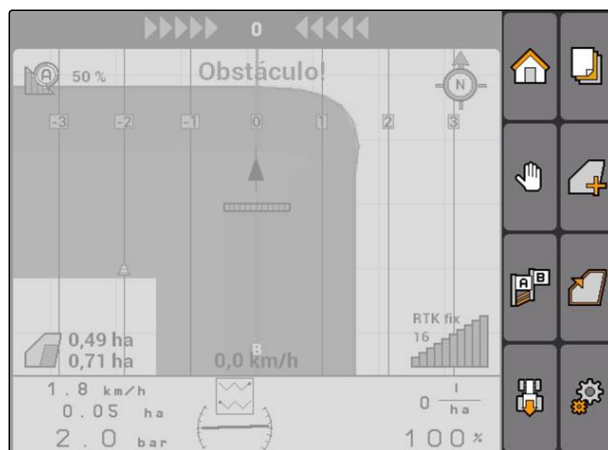 0
A
50 %
Obstáculo!
N
-3 -2 -1 0 1 2 3
A B
RTK fix
16
0,49 ha
0,71 ha
B
0,0 km/h
1.8 km/h
0.05 ha
2.0 bar
0 l/ha
100 %